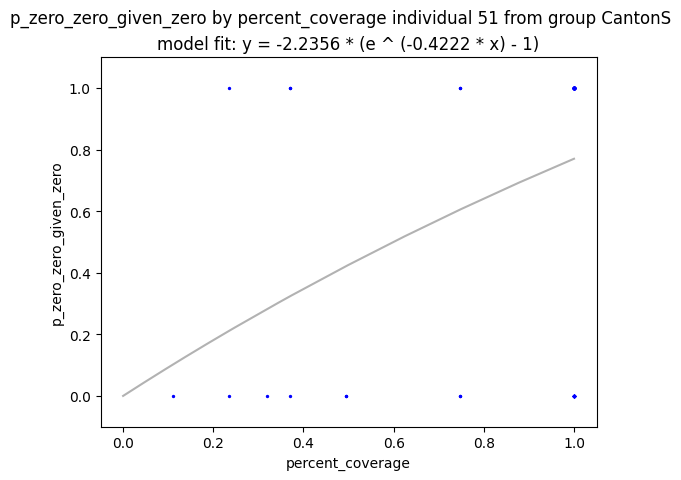 p_zero_zero_given_zero by percent_coverage individual 51 from group CantonS
model fit: y = -2.2356 * (e ^ (-0.4222 * x) - 1)
p_zero_zero_given_zero
1.0
0.8
0.6
0.4
0.2
0.0
0.0 0.2 0.4 0.6 0.8 1.0
percent_coverage